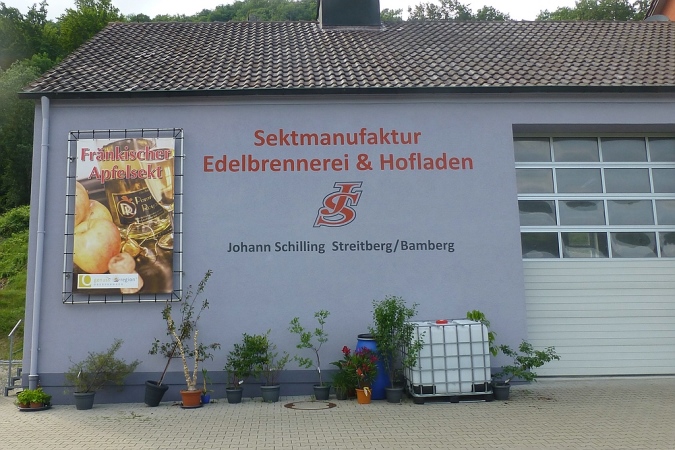 Sektmanufaktur
Edelbrennerei & Hofladen
JS
Johann Schilling Streitberg/Bamberg
Fränkischer
Apfelsekt